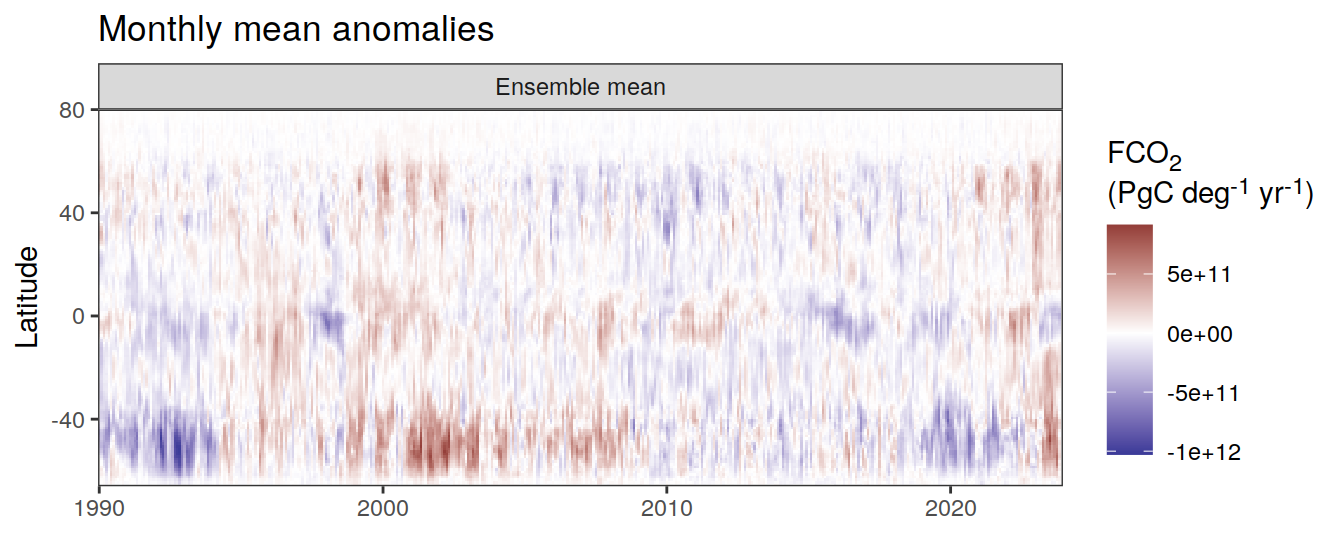 Monthly mean anomalies
Ensemble mean
80
40
0
-40
Latitude
1990 2000 2010 2020
FCO₂
(PgC deg⁻¹ yr⁻¹)
5e+11
0e+00
-5e+11
-1e+12